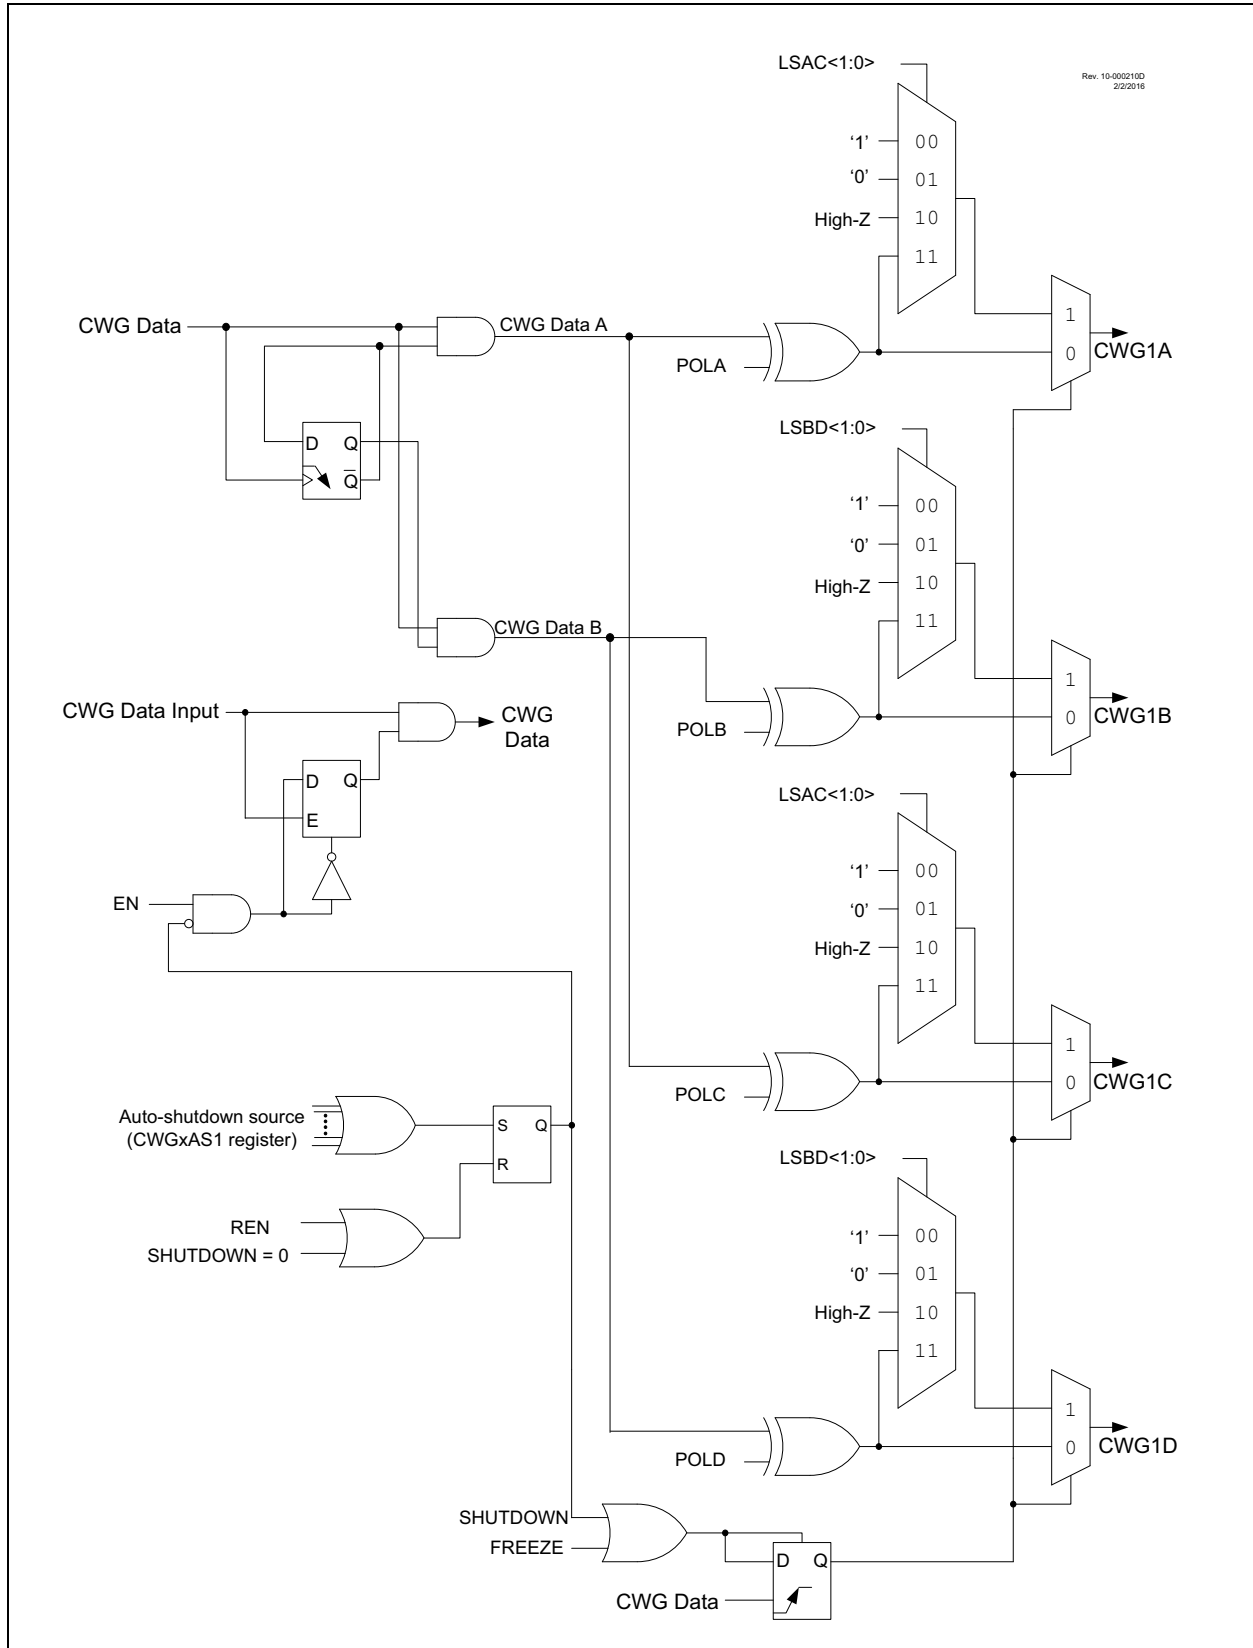 LSAC<1:0>
Rev. 10-000210D
2/2/2016
‘1’ 00
‘0’ 01
High-Z 10
11
CWG Data
CWG Data A
POLA
1
0
CWG1A
D Q
Q̅
LSBD<1:0>
‘1’ 00
‘0’ 01
High-Z 10
11
CWG Data B
POLB
1
0
CWG1B
CWG Data Input
CWG
Data
D Q
E
EN
LSAC<1:0>
‘1’ 00
‘0’ 01
High-Z 10
11
POLC
1
0
CWG1C
Auto-shutdown source
(CWGxAS1 register)
S Q
R
REN
SHUTDOWN = 0
LSBD<1:0>
‘1’ 00
‘0’ 01
High-Z 10
11
POLD
1
0
CWG1D
SHUTDOWN
FREEZE
D Q
CWG Data